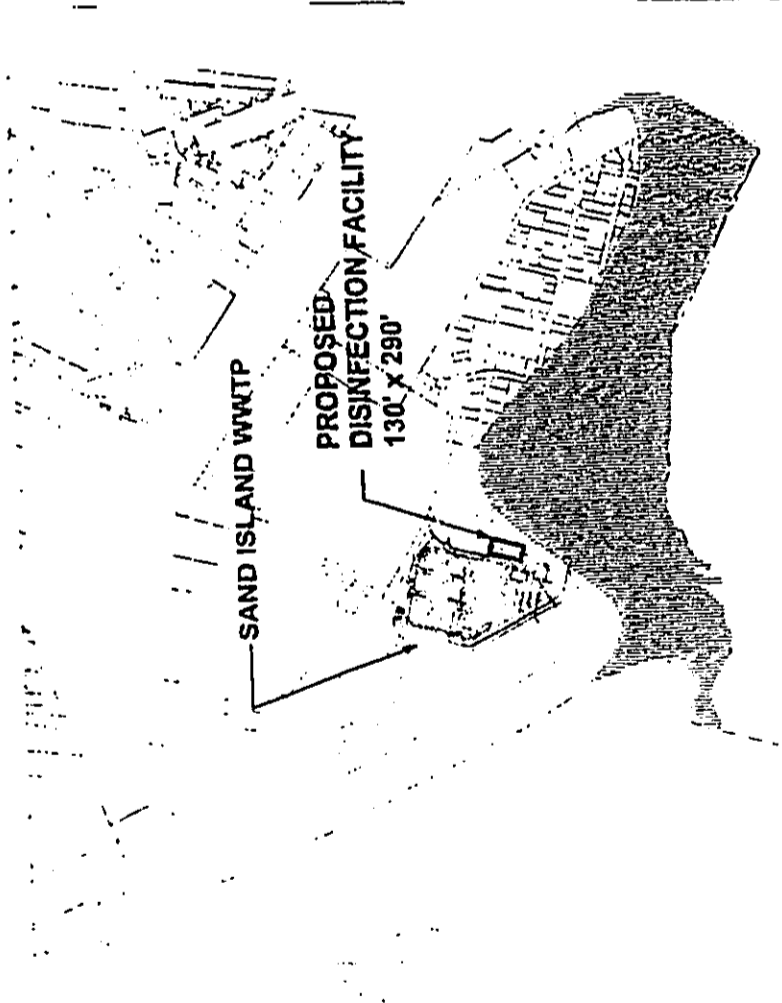 SAND ISLAND WWTP
PROPOSED
DISINFECTION FACILITY
130' x 290'